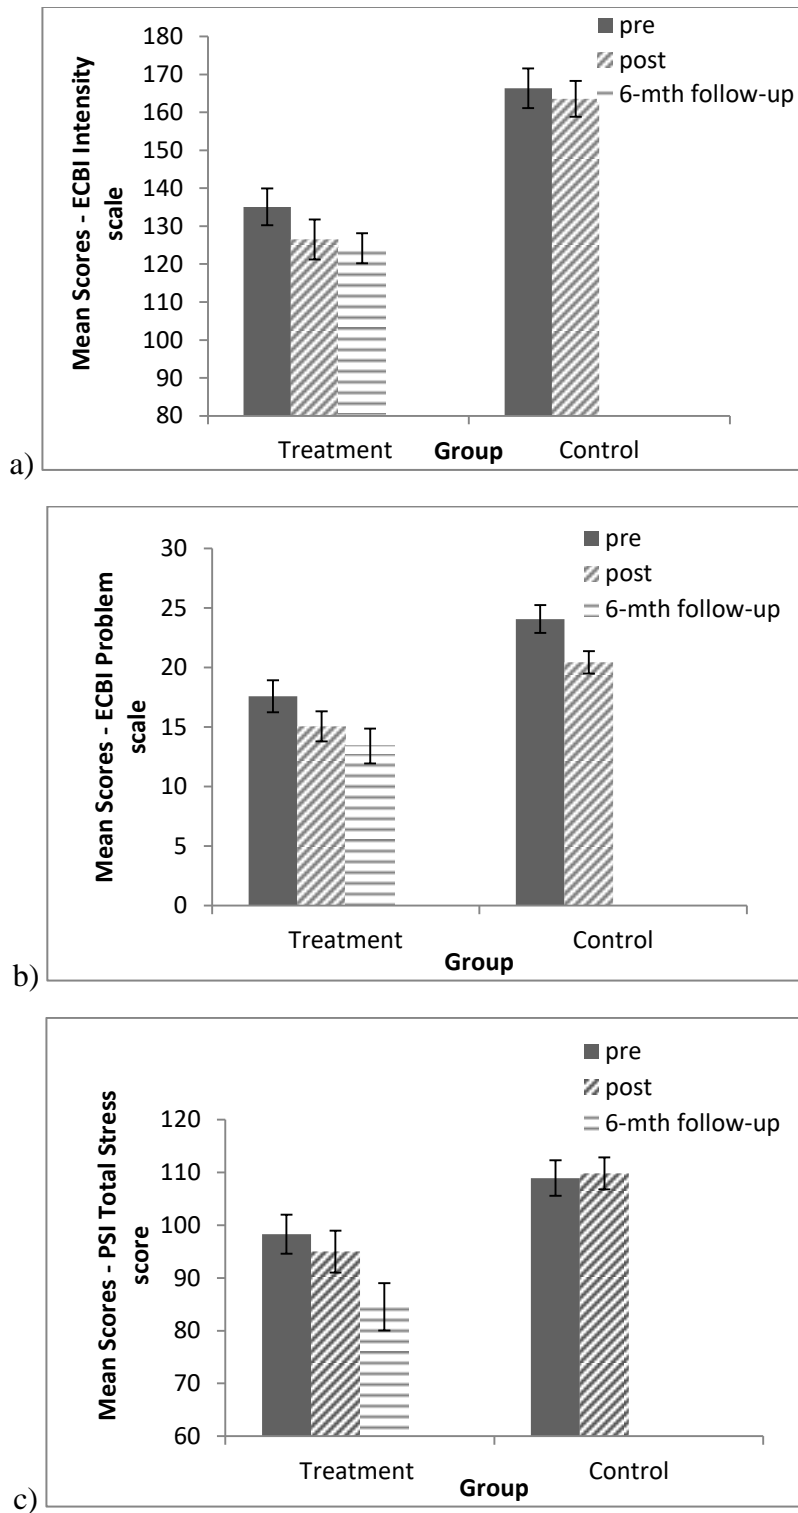 pre
post
6-mth follow-up
180
170
160
150
140
130
120
110
100
90
80
Mean Scores - ECBI Intensity
scale
Treatment Group Control
a)
pre
post
6-mth follow-up
30
25
20
15
10
5
0
Mean Scores - ECBI Problem
scale
Treatment Control
Group
b)
pre
post
6-mth follow-up
120
110
100
90
80
70
60
Mean Scores - PSI Total Stress
score
Treatment Control
Group
c)